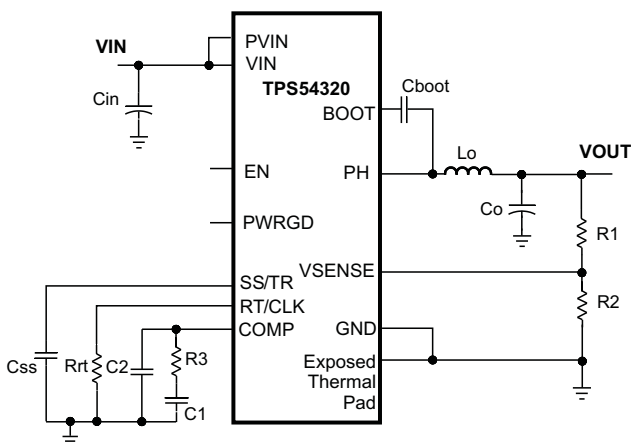 VIN
PVIN
VIN
TPS54320
Cboot
Cin
BOOT
Lo
VOUT
EN
PH
Co
R1
PWRGD
VSENSE
SS/TR
R2
RT/CLK
COMP
GND
Css
Rrt
C2
R3
C1
Exposed
Thermal
Pad